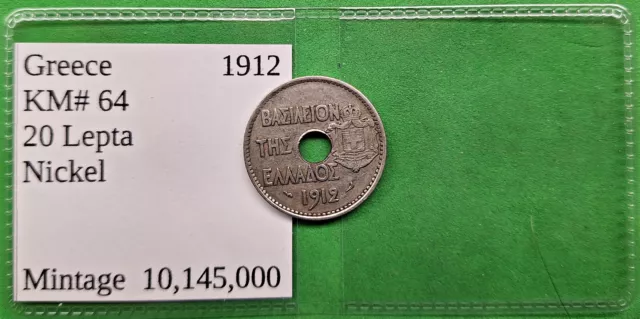 Greece 1912
KM# 64
20 Lepta
Nickel
Mintage 10,145,000
ΒΑΣΙΛΕΙΟΝ
ΤΗΣ
ΕΛΛΑΔΟΣ
1912